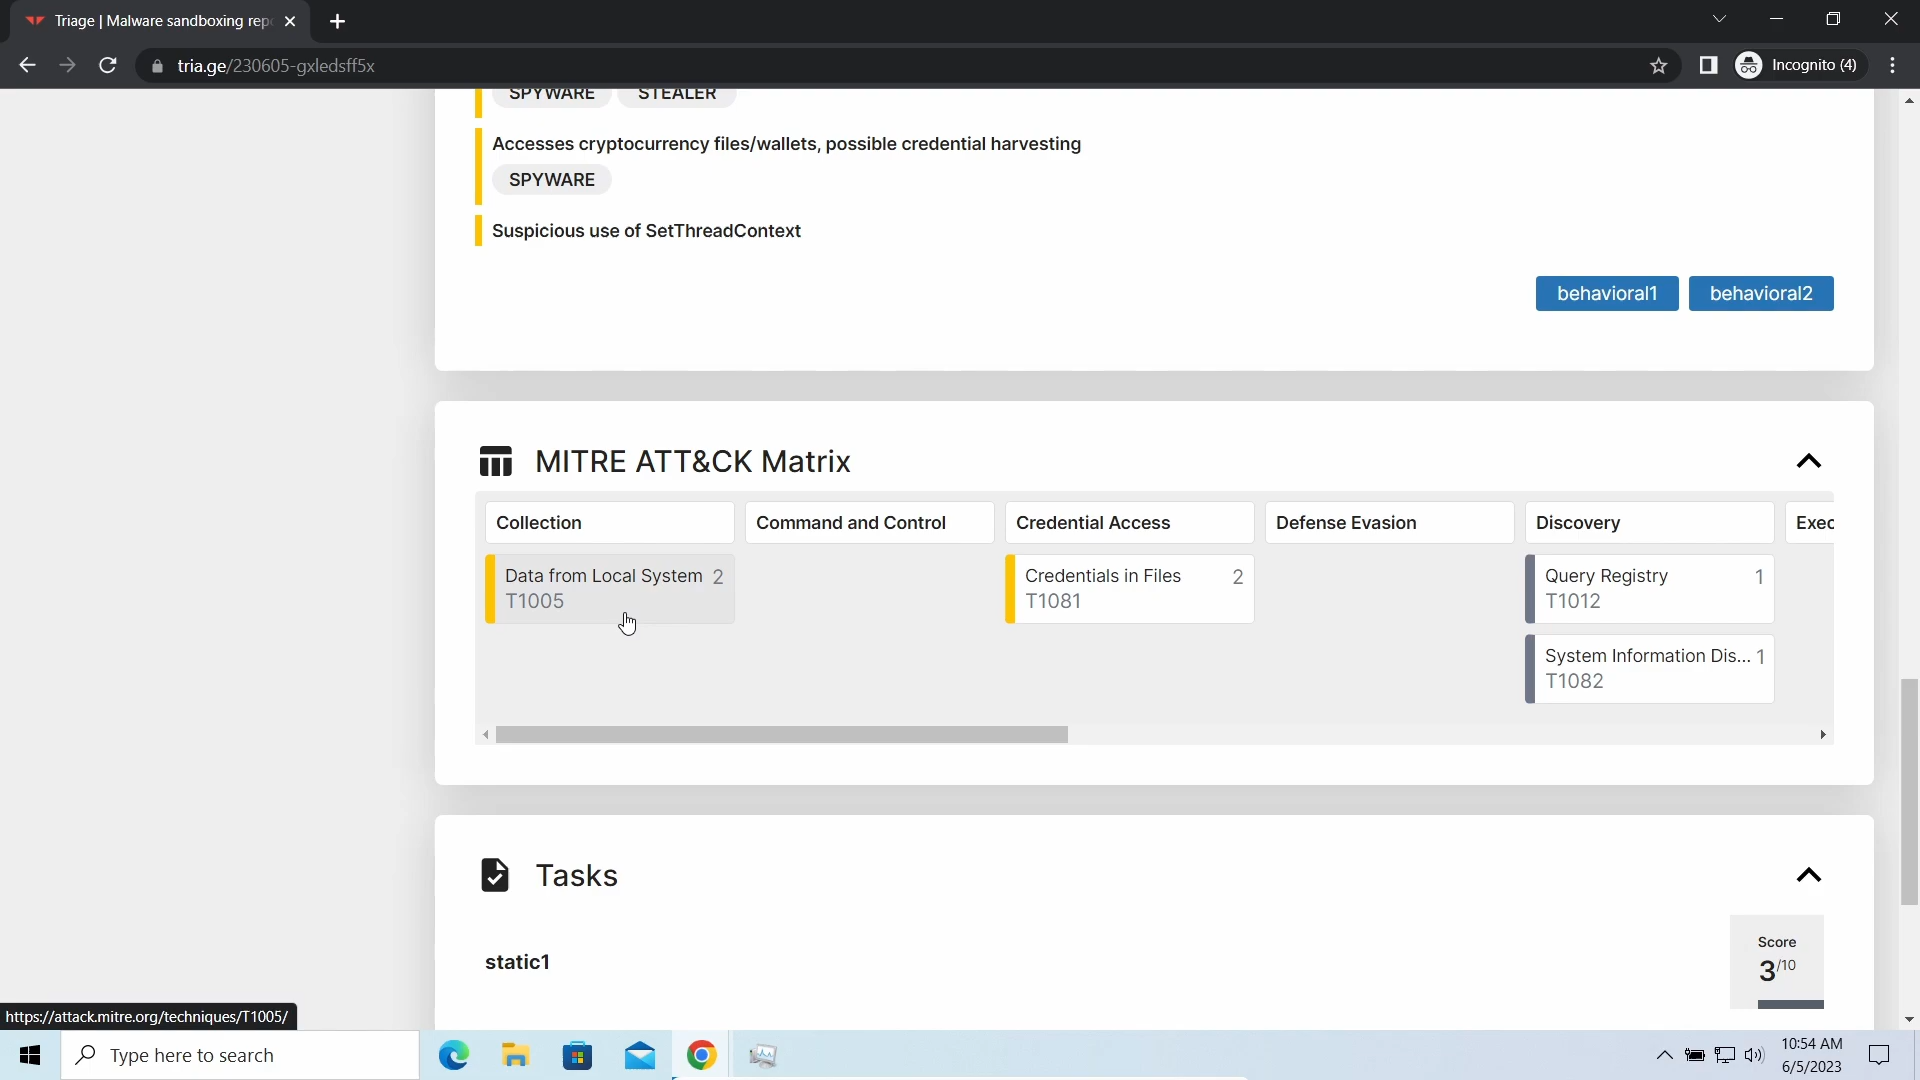 Triage | Malware sandboxing rep
tria.ge/230605-gxledsff5x
Incognito (4)
SPYWARE STEALER
Accesses cryptocurrency files/wallets, possible credential harvesting
SPYWARE
Suspicious use of SetThreadContext
behavioral1 behavioral2
MITRE ATT&CK Matrix
Collection Command and Control Credential Access Defense Evasion Discovery Exec
Data from Local System 2 Credentials in Files 2 Query Registry 1
T1005 T1081 T1012
System Information Dis... 1
T1082
Tasks
Score
static1
3/10
https://attack.mitre.org/techniques/T1005/
Type here to search
10:54 AM
6/5/2023